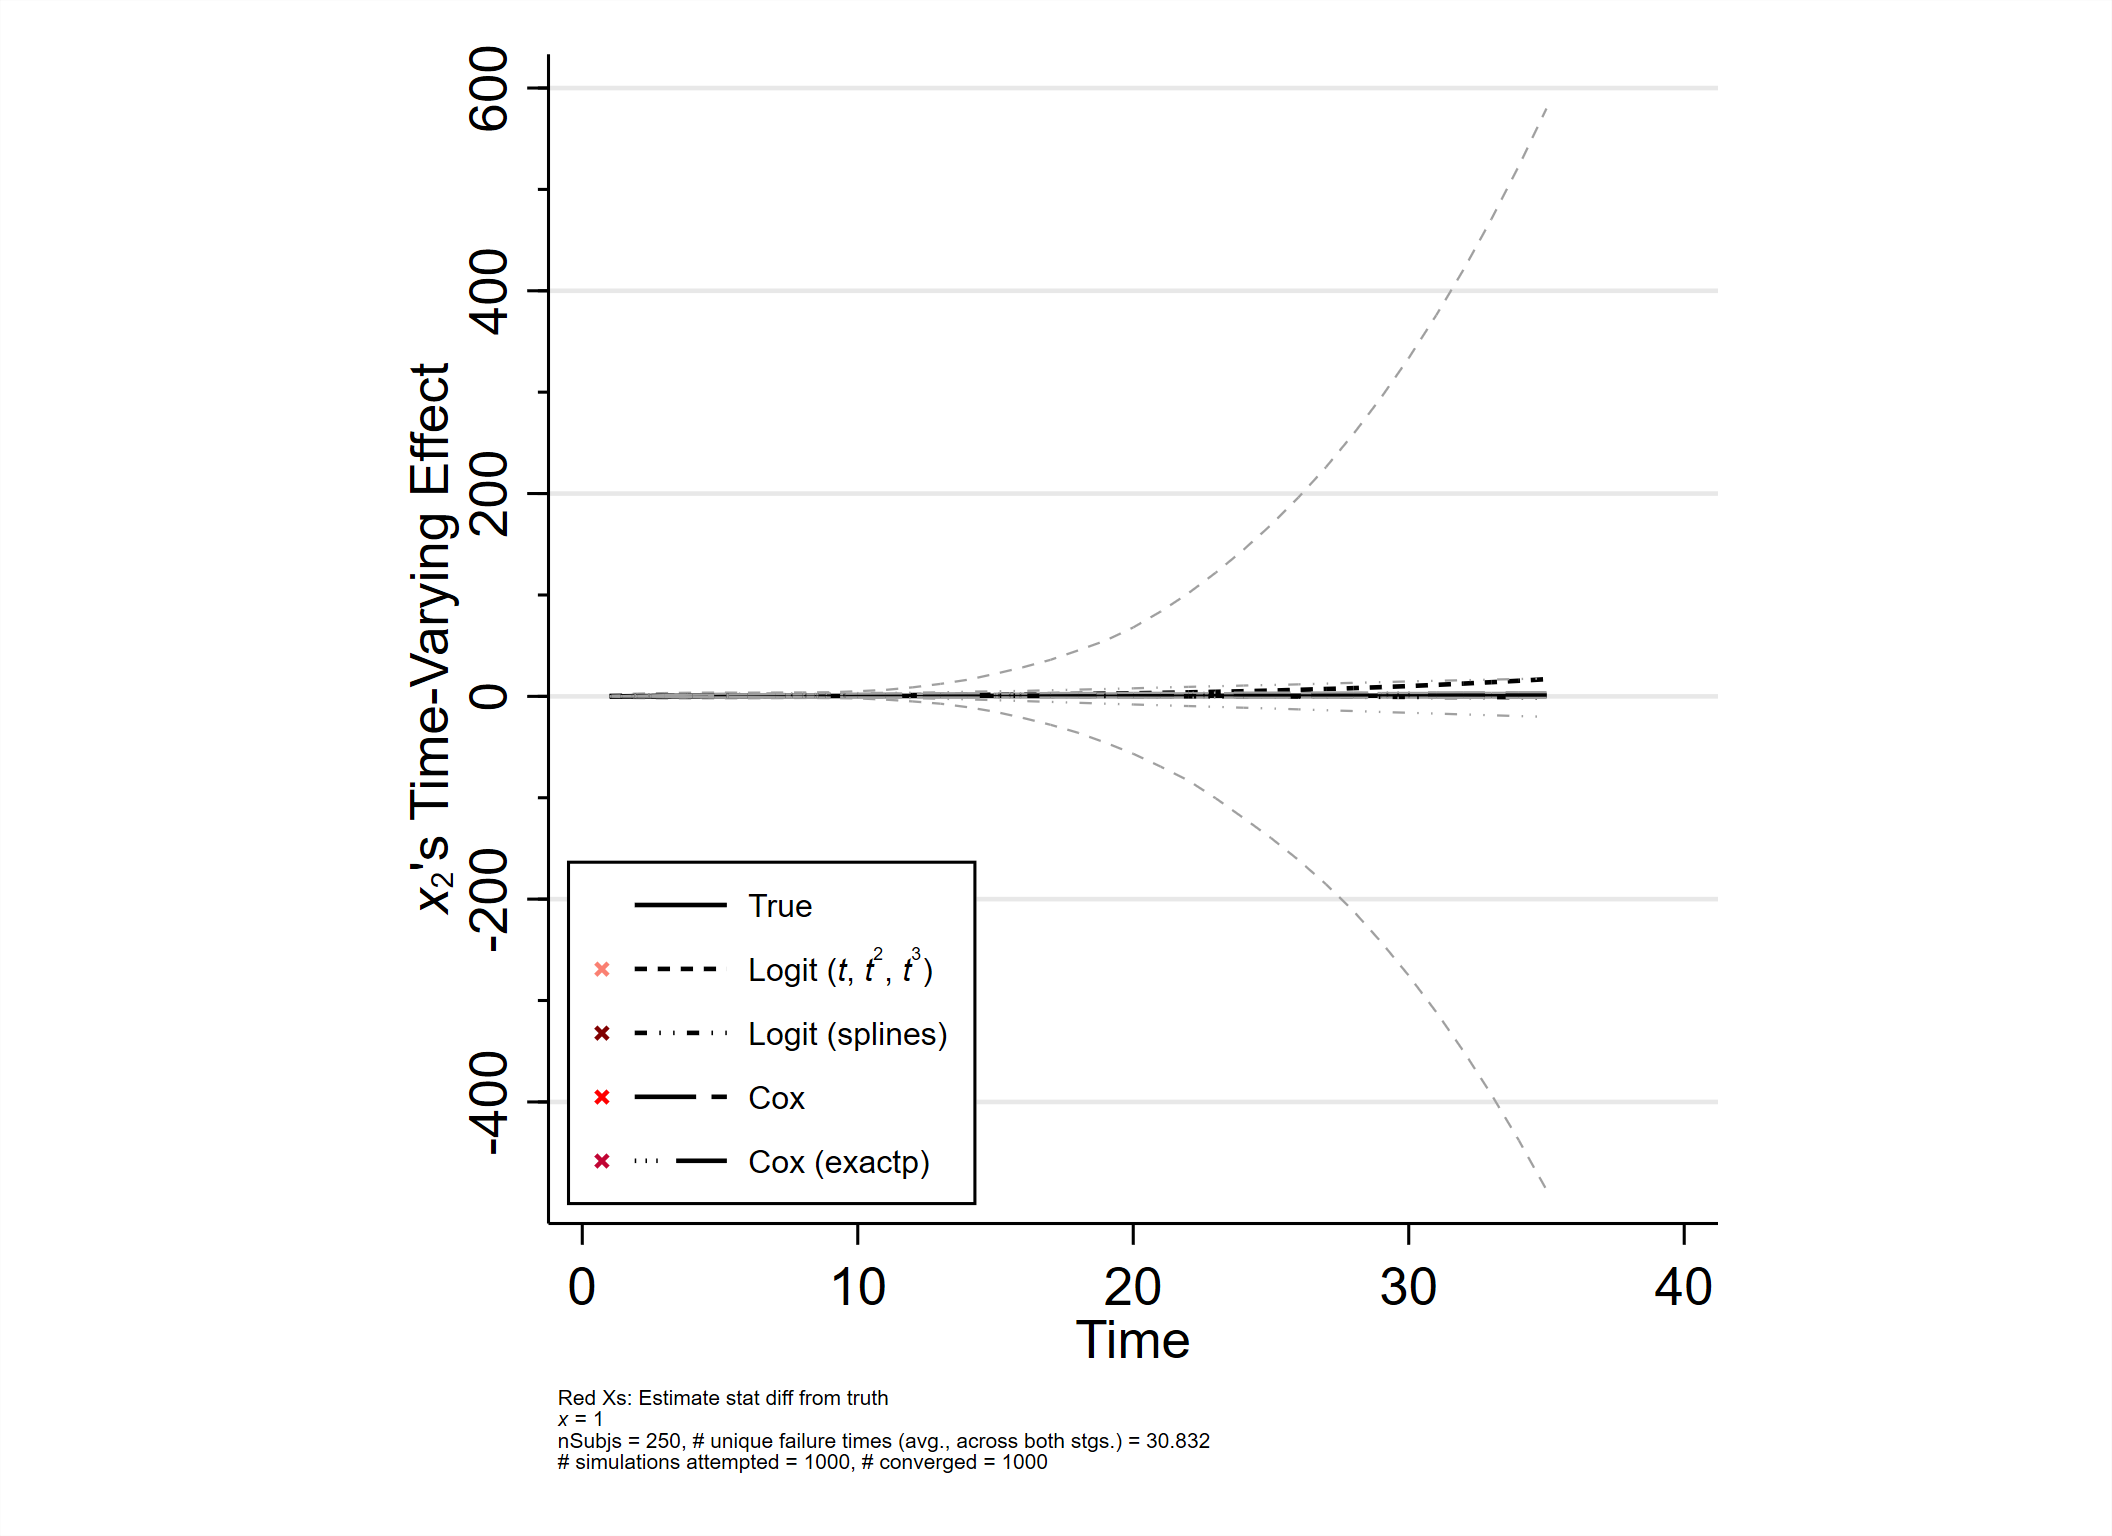 600
400
200
0
-200
-400
x₂'s Time-Varying Effect
True
Logit (t, t², t³)
Logit (splines)
Cox
Cox (exactp)
0 10 20 30 40
Time
Red Xs: Estimate stat diff from truth
x = 1
nSubjs = 250, # unique failure times (avg., across both stgs.) = 30.832
# simulations attempted = 1000, # converged = 1000